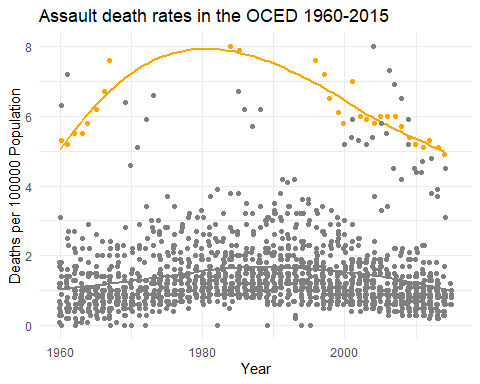 Assault death rates in the OCED 1960-2015
Deaths per 100000 Population
8
6
4
2
0
1960
1980
2000
Year